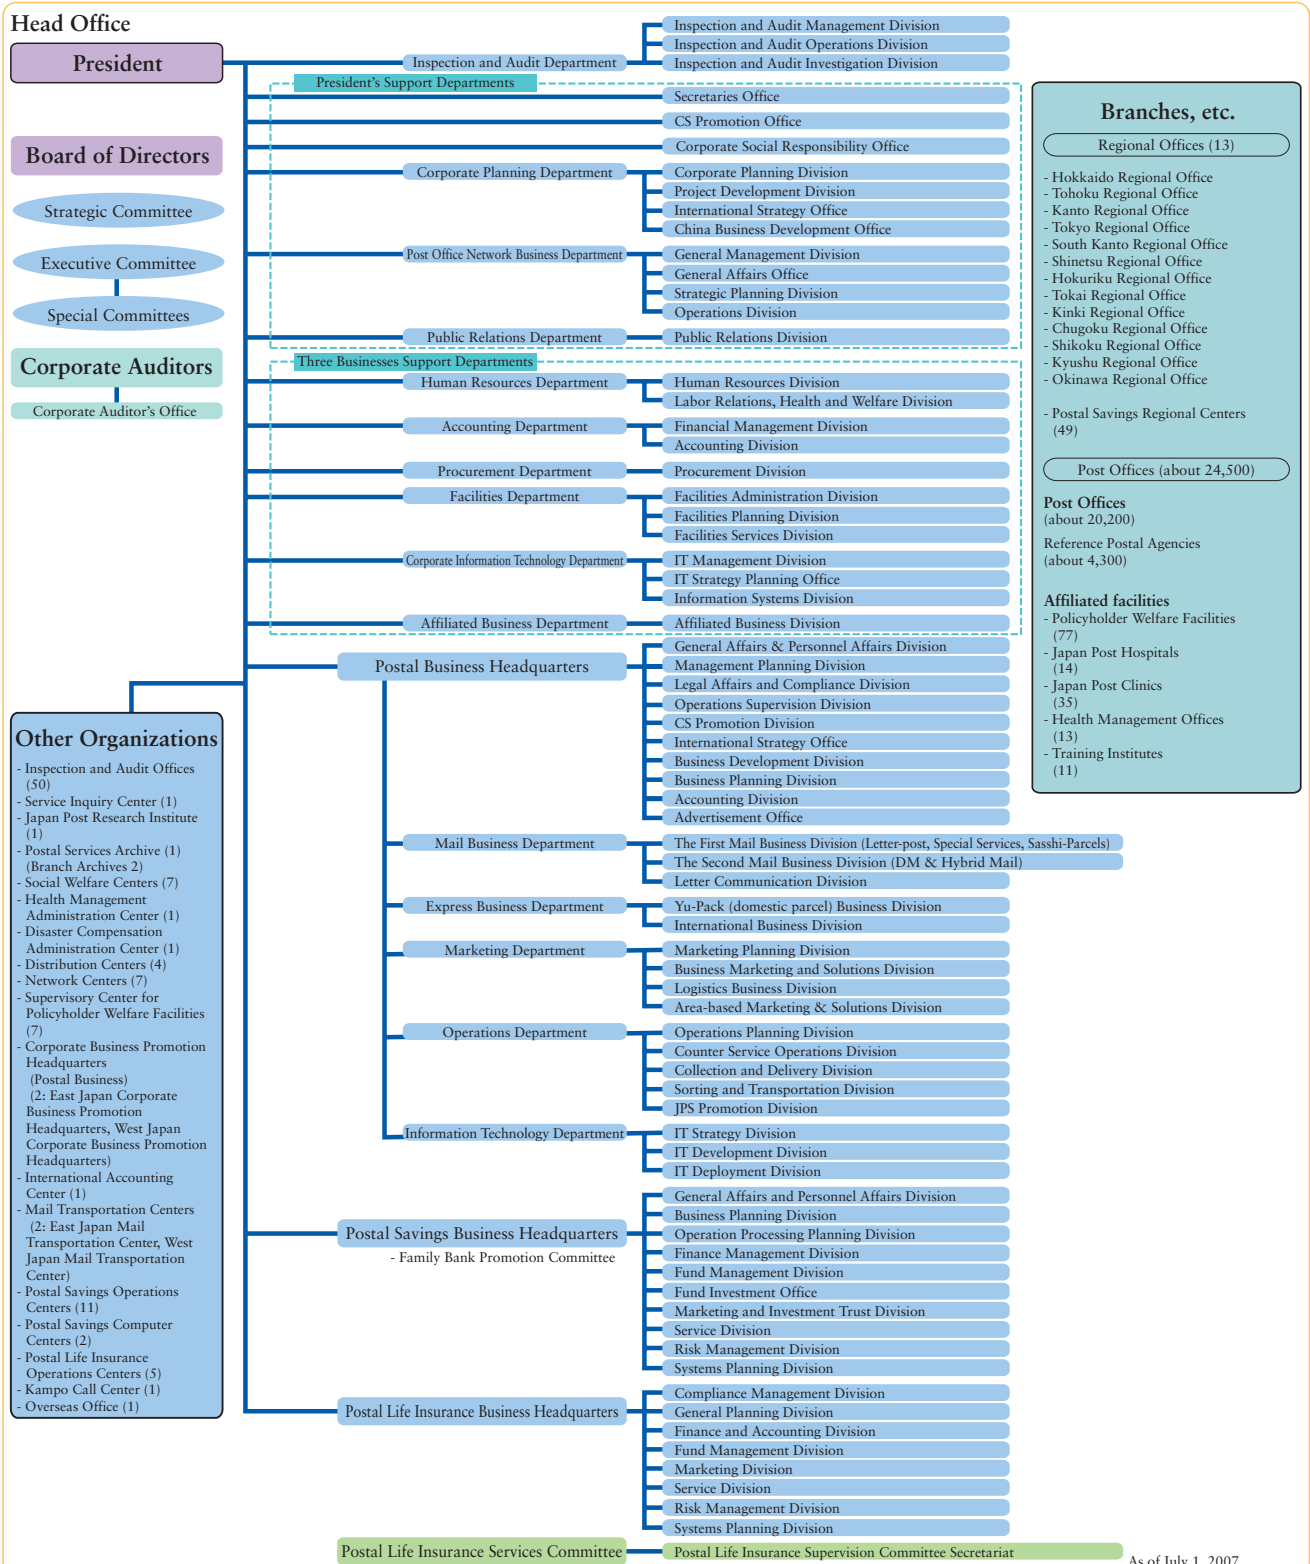 Head Office
President
Board of Directors
Strategic Committee
Executive Committee
Special Committees
Corporate Auditors
Corporate Auditor's Office
Inspection and Audit Department
Inspection and Audit Management Division
Inspection and Audit Operations Division
Inspection and Audit Investigation Division
President's Support Departments
Secretaries Office
CS Promotion Office
Corporate Social Responsibility Office
Corporate Planning Department
Corporate Planning Division
Project Development Division
International Strategy Office
China Business Development Office
Post Office Network Business Department
General Management Division
General Affairs Office
Strategic Planning Division
Operations Division
Public Relations Department
Public Relations Division
Three Businesses Support Departments
Human Resources Department
Human Resources Division
Labor Relations, Health and Welfare Division
Accounting Department
Financial Management Division
Accounting Division
Procurement Department
Procurement Division
Facilities Department
Facilities Administration Division
Facilities Planning Division
Facilities Services Division
Corporate Information Technology Department
IT Management Division
IT Strategy Planning Office
Information Systems Division
Affiliated Business Department
Affiliated Business Division
Postal Business Headquarters
General Affairs & Personnel Affairs Division
Management Planning Division
Legal Affairs and Compliance Division
Operations Supervision Division
CS Promotion Division
International Strategy Office
Business Development Division
Business Planning Division
Accounting Division
Advertisement Office
Mail Business Department
The First Mail Business Division (Letter-post, Special Services, Sasshi-Parcels)
The Second Mail Business Division (DM & Hybrid Mail)
Letter Communication Division
Express Business Department
Yu-Pack (domestic parcel) Business Division
International Business Division
Marketing Department
Marketing Planning Division
Business Marketing and Solutions Division
Logistics Business Division
Area-based Marketing & Solutions Division
Operations Department
Operations Planning Division
Counter Service Operations Division
Collection and Delivery Division
Sorting and Transportation Division
JPS Promotion Division
Information Technology Department
IT Strategy Division
IT Development Division
IT Deployment Division
Postal Savings Business Headquarters
- Family Bank Promotion Committee
General Affairs and Personnel Affairs Division
Business Planning Division
Operation Processing Planning Division
Finance Management Division
Fund Management Division
Fund Investment Office
Marketing and Investment Trust Division
Service Division
Risk Management Division
Systems Planning Division
Postal Life Insurance Business Headquarters
Compliance Management Division
General Planning Division
Finance and Accounting Division
Fund Management Division
Marketing Division
Service Division
Risk Management Division
Systems Planning Division
Postal Life Insurance Services Committee
Postal Life Insurance Supervision Committee Secretariat
Other Organizations
- Inspection and Audit Offices
(50)
- Service Inquiry Center (1)
- Japan Post Research Institute
(1)
- Postal Services Archive (1)
(Branch Archives 2)
- Social Welfare Centers (7)
- Health Management
Administration Center (1)
- Disaster Compensation
Administration Center (1)
- Distribution Centers (4)
- Network Centers (7)
- Supervisory Center for
Policyholder Welfare Facilities
(7)
- Corporate Business Promotion
Headquarters
(Postal Business)
(2: East Japan Corporate
Business Promotion
Headquarters, West Japan
Corporate Business Promotion
Headquarters)
- International Accounting
Center (1)
- Mail Transportation Centers
(2: East Japan Mail
Transportation Center, West
Japan Mail Transportation
Center)
- Postal Savings Operations
Centers (11)
- Postal Savings Computer
Centers (2)
- Postal Life Insurance
Operations Centers (5)
- Kampo Call Center (1)
- Overseas Office (1)
Branches, etc.
Regional Offices (13)
- Hokkaido Regional Office
- Tohoku Regional Office
- Kanto Regional Office
- Tokyo Regional Office
- South Kanto Regional Office
- Shinetsu Regional Office
- Hokuriku Regional Office
- Tokai Regional Office
- Kinki Regional Office
- Chugoku Regional Office
- Shikoku Regional Office
- Kyushu Regional Office
- Okinawa Regional Office
- Postal Savings Regional Centers
(49)
Post Offices (about 24,500)
Post Offices
(about 20,200)
Reference Postal Agencies
(about 4,300)
Affiliated facilities
- Policyholder Welfare Facilities
(77)
- Japan Post Hospitals
(14)
- Japan Post Clinics
(35)
- Health Management Offices
(13)
- Training Institutes
(11)
As of July 1, 2007